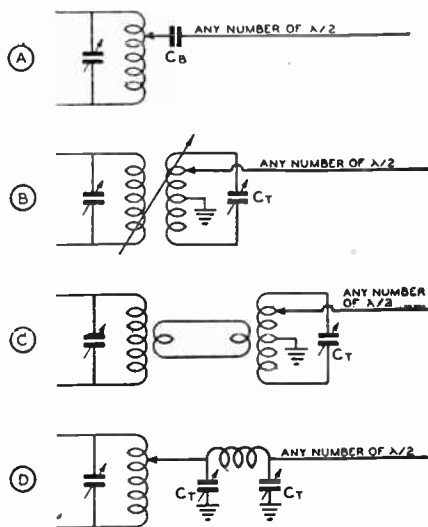 A
ANY NUMBER OF λ/2
CB
B
ANY NUMBER OF λ/2
CT
C
ANY NUMBER
OF λ/2
CT
D
ANY NUMBER OF λ/2
CT
CT